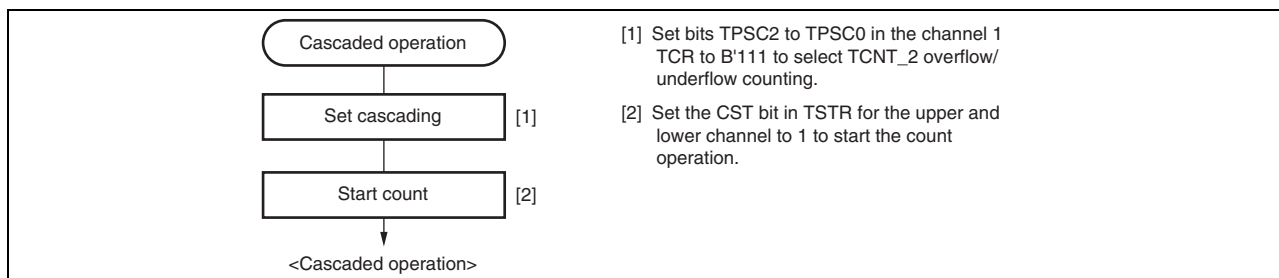 Cascaded operation
Set cascading
[1]
Start count
[2]
<Cascaded operation>
[1] Set bits TPSC2 to TPSC0 in the channel 1
TCR to B'111 to select TCNT_2 overflow/
underflow counting.
[2] Set the CST bit in TSTR for the upper and
lower channel to 1 to start the count
operation.